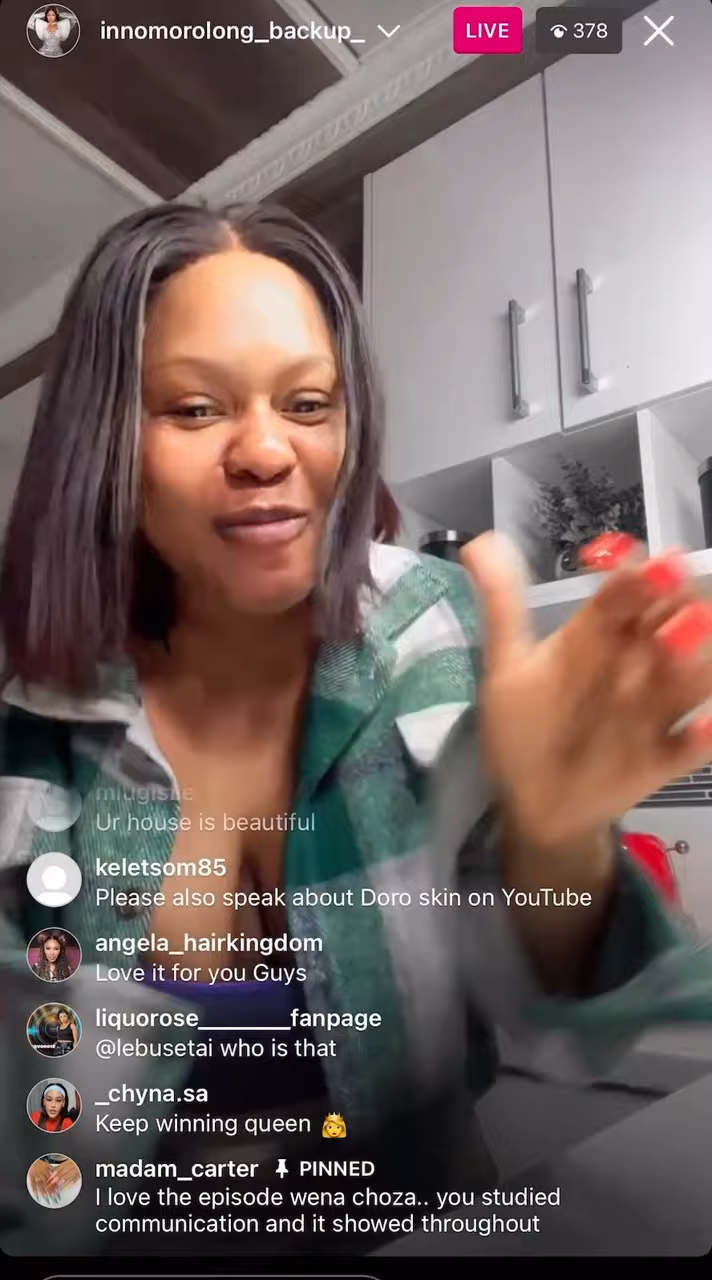 innomorolong_backup_
LIVE
378
Ur house is beautiful
keletsom85
Please also speak about Doro skin on YouTube
angela_hairkingdom
Love it for you Guys
liquorose________fanpage
@lebusetai who is that
_chyna.sa
Keep winning queen 👸
madam_carter PINNED
I love the episode wena choza.. you studied
communication and it showed throughout